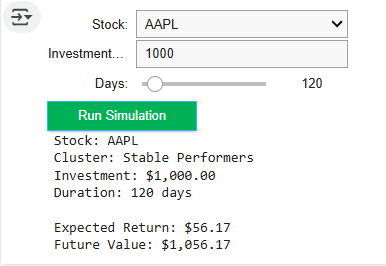 Stock: AAPL
Investment... 1000
Days: 120
Run Simulation
Stock: AAPL
Cluster: Stable Performers
Investment: $1,000.00
Duration: 120 days
Expected Return: $56.17
Future Value: $1,056.17